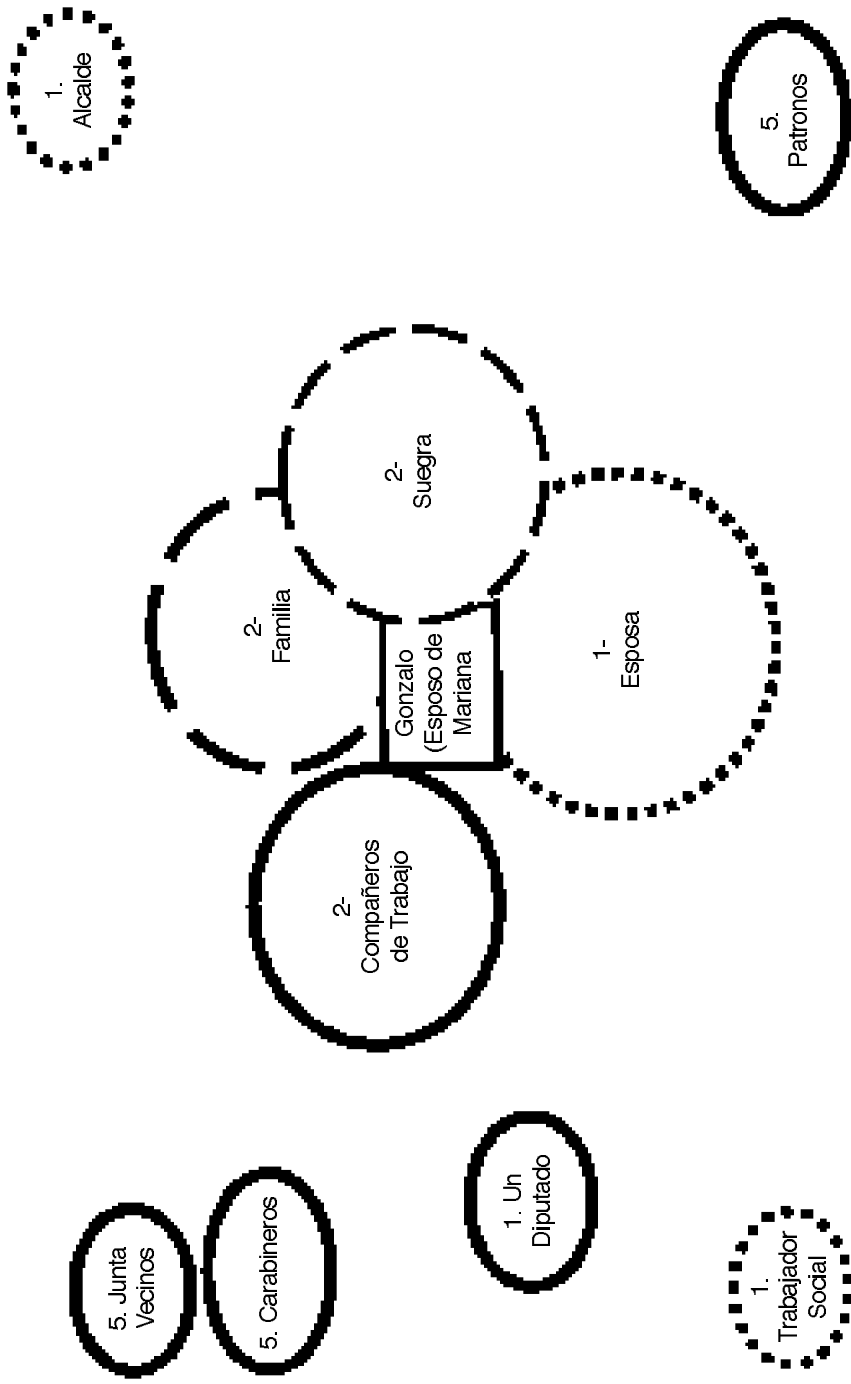 1.
Alcalde
5. Junta
Vecinos
5. Carabineros
2-
Familia
2-
Compañeros
de Trabajo
2-
Suegra
Gonzalo
(Esposo de
Mariana
1. Un
Diputado
1-
Esposa
1.
Trabajador
Social
5.
Patronos